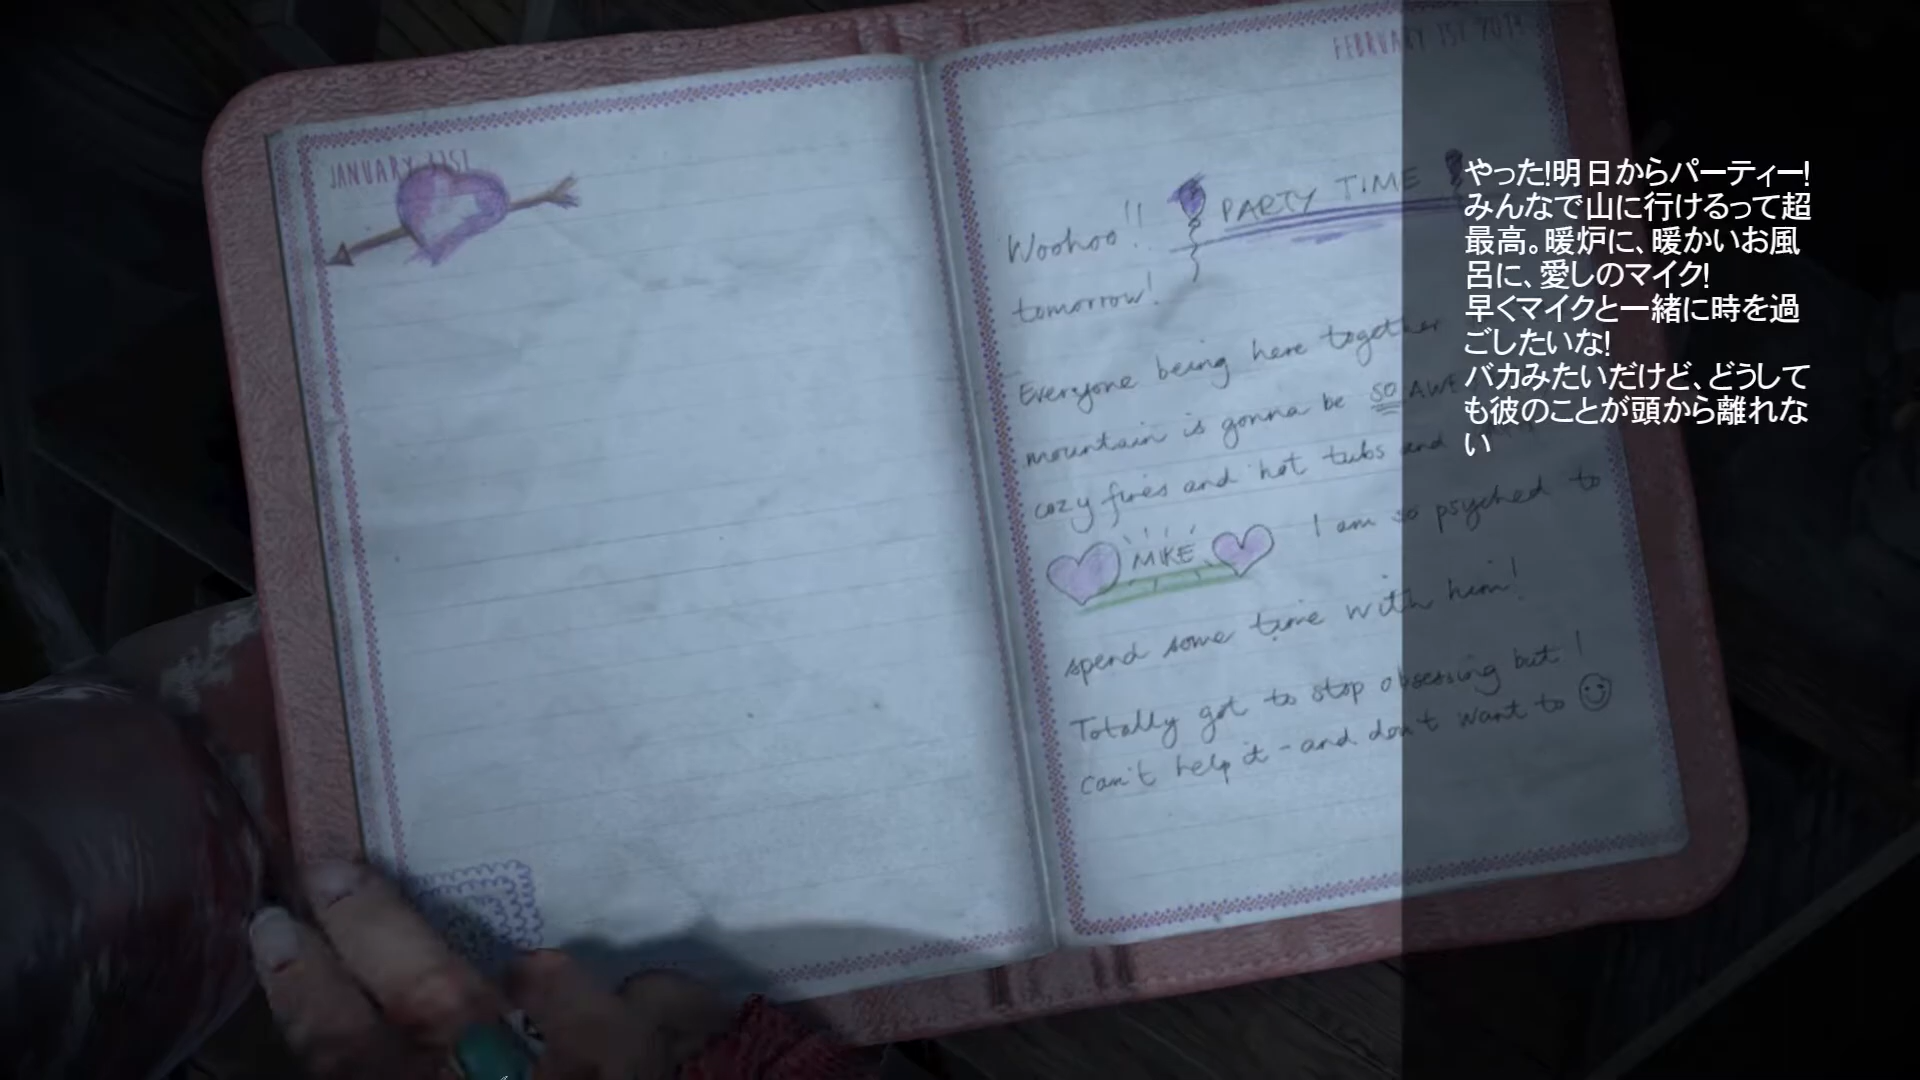 JANUARY 31ST
FEBRUARY 1ST
Woohoo!! PARTY TIME !
tomorrow!
Everyone being here together
mountain is gonna be SO AWE
cozy fires and hot tubs and
MIKE I am so psyched to
spend some time with him!
Totally got to stop obsessing but I
can't help it - and don't want to
やった!明日からパーティー!
みんなで山に行けるって超
最高。暖炉に、暖かいお風
呂に、愛しのマイク!
早くマイクと一緒に時を過
ごしたいな!
バカみたいだけど、どうして
も彼のことが頭から離れな
い